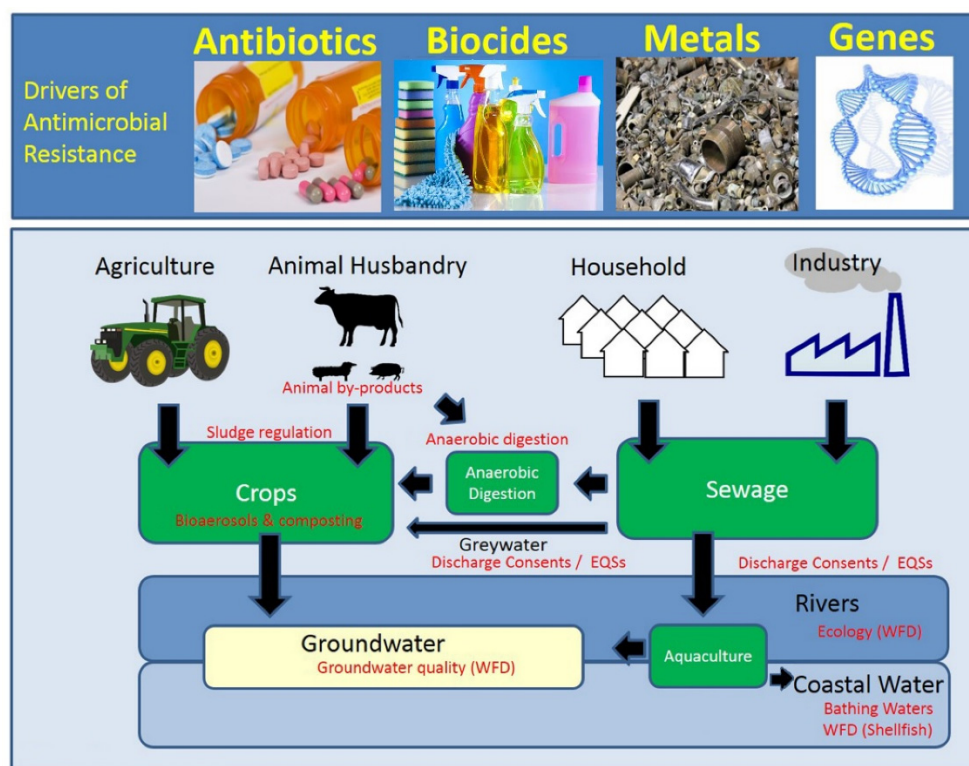 Antibiotics
Biocides
Metals
Genes
Drivers of
Antimicrobial
Resistance
Agriculture
Animal Husbandry
Household
Industry
Animal by-products
Sludge regulation
Anaerobic digestion
Crops
Bioaerosols & composting
Anaerobic
Digestion
Sewage
Greywater
Discharge Consents / EQSs
Discharge Consents / EQSs
Rivers
Ecology (WFD)
Groundwater
Groundwater quality (WFD)
Aquaculture
Coastal Water
Bathing Waters
WFD (Shellfish)